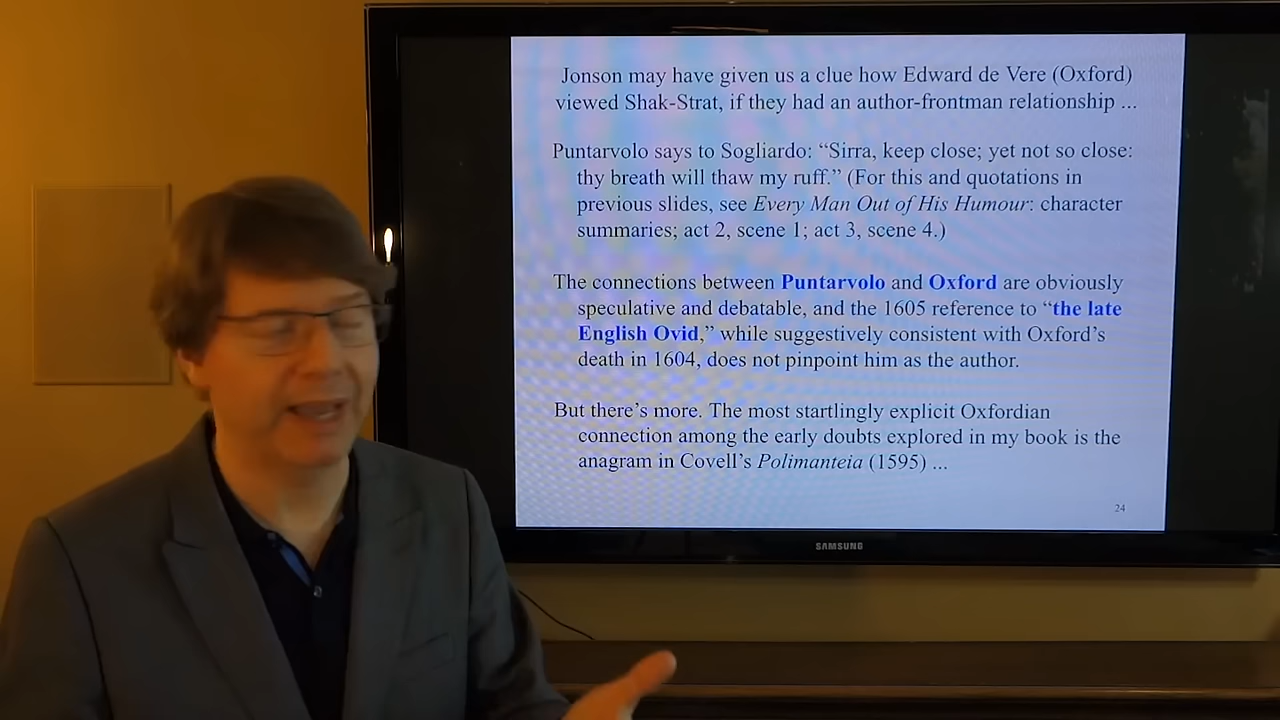 Jonson may have given us a clue how Edward de Vere (Oxford)
viewed Shak-Strat, if they had an author-frontman relationship ...
Puntarvolo says to Sogliardo: “Sirra, keep close; yet not so close:
thy breath will thaw my ruff.” (For this and quotations in
previous slides, see Every Man Out of His Humour: character
summaries; act 2, scene 1; act 3, scene 4.)
The connections between Puntarvolo and Oxford are obviously
speculative and debatable, and the 1605 reference to “the late
English Ovid,” while suggestively consistent with Oxford’s
death in 1604, does not pinpoint him as the author.
But there’s more. The most startlingly explicit Oxfordian
connection among the early doubts explored in my book is the
anagram in Covell’s Polimanteia (1595) ...
24
SAMSUNG